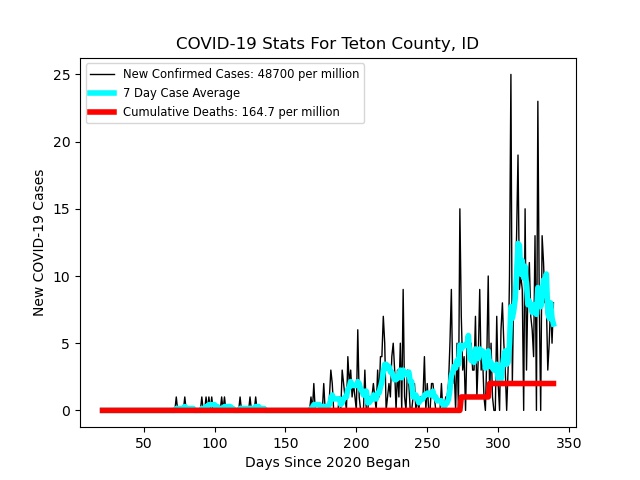 COVID-19 Stats For Teton County, ID
New Confirmed Cases: 48700 per million
7 Day Case Average
Cumulative Deaths: 164.7 per million
New COVID-19 Cases
25
20
15
10
5
0
50 100 150 200 250 300 350
Days Since 2020 Began